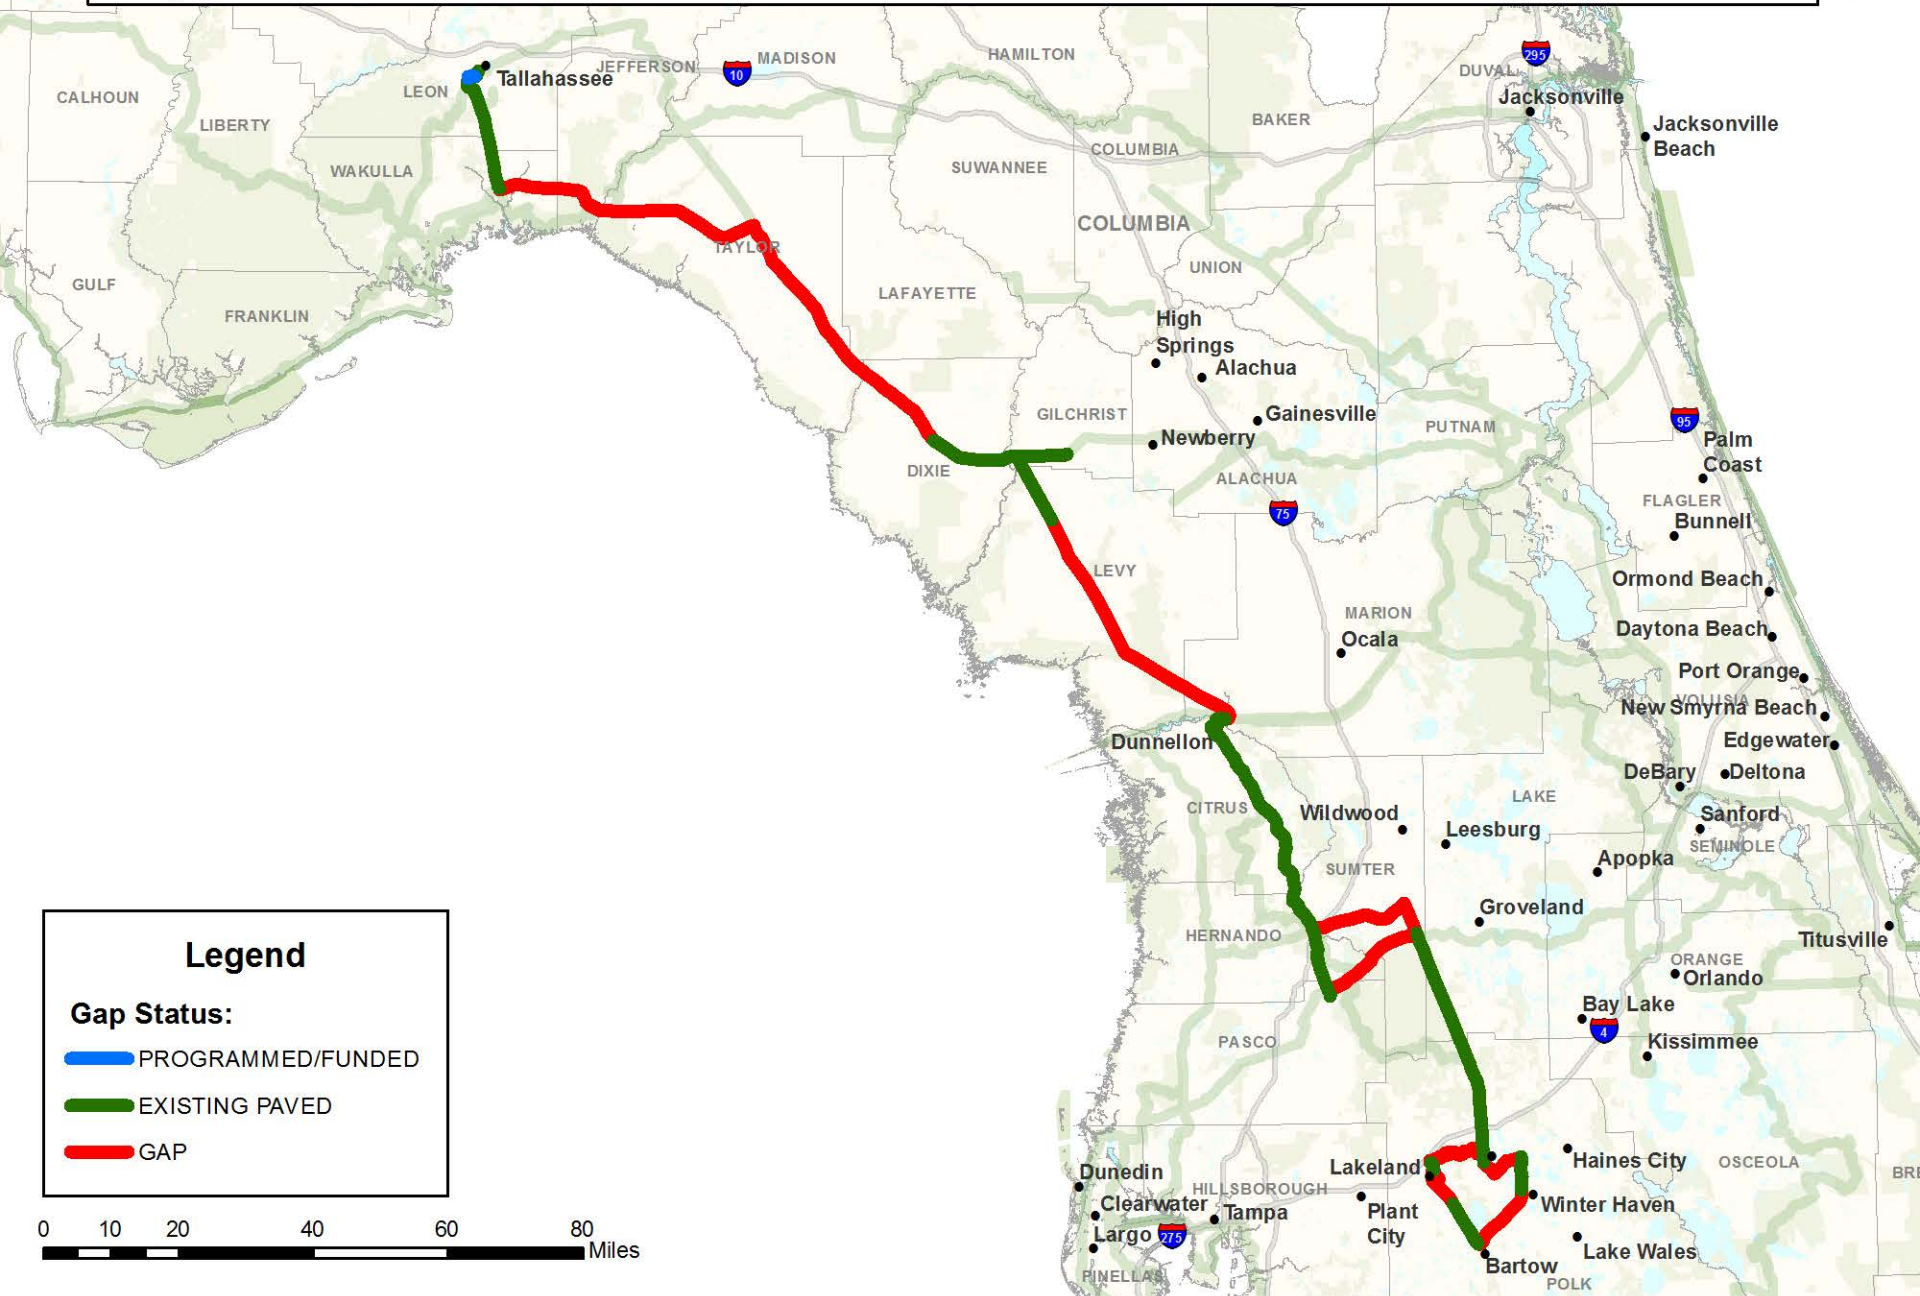 295
HAMILTON
MADISON
JEFFERSON
10
DUVAL
Tallahassee
LEON
CALHOUN
Jacksonville
BAKER
LIBERTY
Jacksonville
Beach
COLUMBIA
SUWANNEE
WAKULLA
COLUMBIA
TAYLOR
UNION
GULF
LAFAYETTE
FRANKLIN
High
Springs
Alachua
GILCHRIST
Gainesville
95
PUTNAM
Newberry
Palm
Coast
DIXIE
ALACHUA
FLAGLER
75
Bunnell
LEVY
Ormond Beach
MARION
Ocala
Daytona Beach
Port Orange
VOLUSIA
New Smyrna Beach
Dunnellon
Edgewater
DeBary
Deltona
LAKE
CITRUS
Wildwood
Sanford
Leesburg
SEMINOLE
Apopka
SUMTER
Groveland
HERNANDO
Titusville
ORANGE
Orlando
Bay Lake
4
PASCO
Kissimmee
Lakeland
Haines City
OSCEOLA
Dunedin
BRE
HILLSBOROUGH
Clearwater
Tampa
Winter Haven
Plant
City
Largo
275
Lake Wales
Bartow
PINELLAS
POLK
Legend
Gap Status:
PROGRAMMED/FUNDED
EXISTING PAVED
GAP
0 10 20 40 60 80
Miles